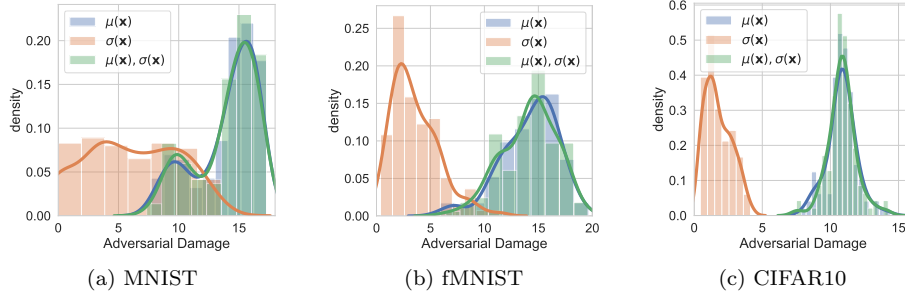 μ(x)
σ(x)
μ(x), σ(x)
density
0.20
0.15
0.10
0.05
0.00
0
5
10
15
Adversarial Damage
(a) MNIST
μ(x)
σ(x)
μ(x), σ(x)
density
0.25
0.20
0.15
0.10
0.05
0.00
0
5
10
15
20
Adversarial Damage
(b) fMNIST
μ(x)
σ(x)
μ(x), σ(x)
density
0.6
0.5
0.4
0.3
0.2
0.1
0.0
0
5
10
15
Adversarial Damage
(c) CIFAR10